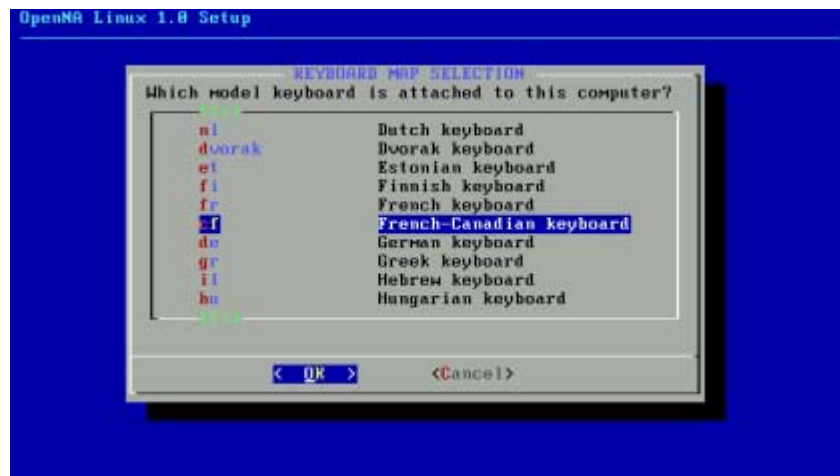 OpenNA Linux 1.0 Setup
KEYBOARD MAP SELECTION
Which model keyboard is attached to this computer?
nl Dutch keyboard
dvorak Dvorak keyboard
et Estonian keyboard
fi Finnish keyboard
fr French keyboard
cf French-Canadian keyboard
de German keyboard
gr Greek keyboard
il Hebrew keyboard
hu Hungarian keyboard
< OK > <Cancel>